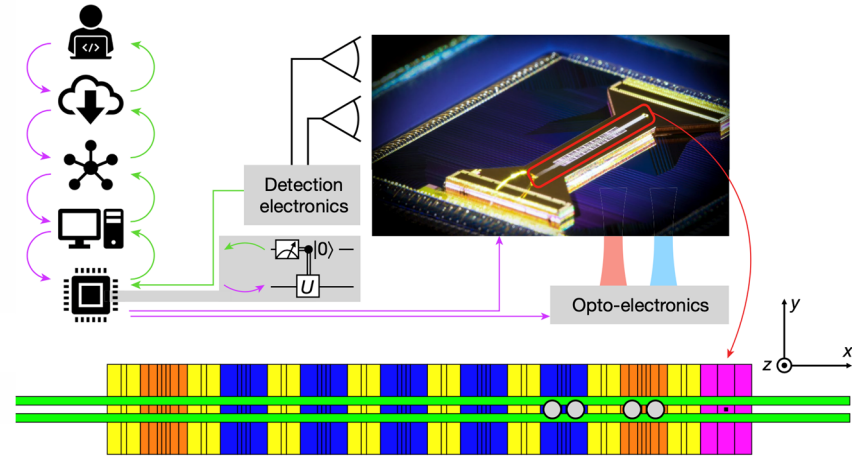 </>
Detection
electronics
|0⟩
U
Opto-electronics
y
x
z